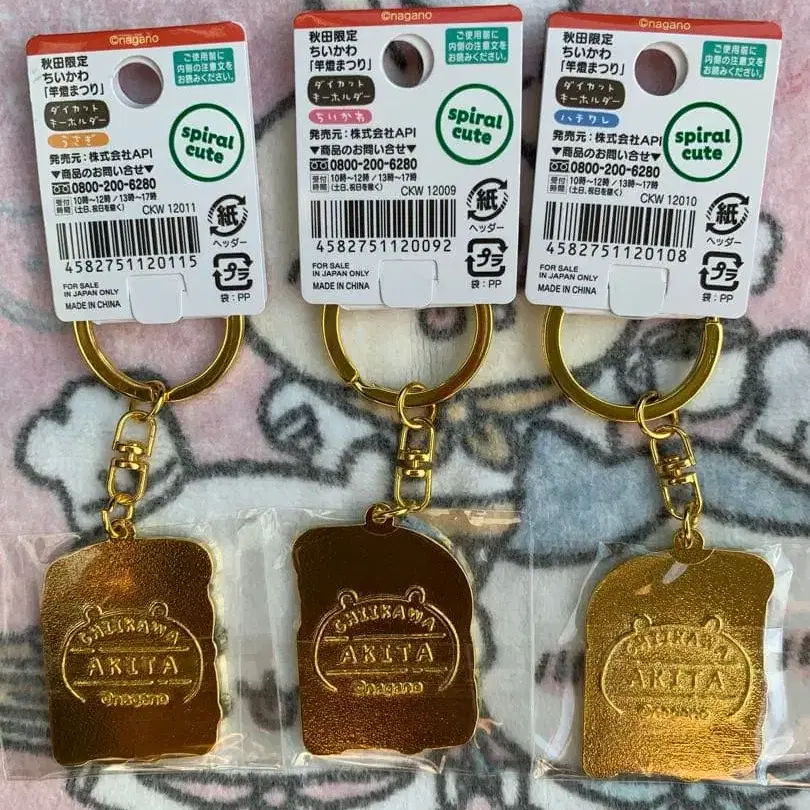 ©nagano
秋田限定
ちいかわ
「竿燈まつり」
ご使用前に
内側の注意文を
お読みください。
ダイカット
キーホルダー
うさぎ
spiral
cute
発売元：株式会社API
▼商品のお問い合せ▼
0800-200-6280
受付時間 10時〜12時/13時〜17時
(土日、祝日を除く)
CKW 12011
紙
ヘッダー
4582751120115
プラ
袋：PP
FOR SALE
IN JAPAN ONLY
MADE IN CHINA
©nagano
秋田限定
ちいかわ
「竿燈まつり」
ご使用前に
内側の注意文を
お読みください。
ダイカット
キーホルダー
ちいかわ
spiral
cute
発売元：株式会社API
▼商品のお問い合せ▼
0800-200-6280
受付時間 10時〜12時/13時〜17時
(土日、祝日を除く)
CKW 12009
紙
ヘッダー
4582751120092
プラ
袋：PP
FOR SALE
IN JAPAN ONLY
MADE IN CHINA
©nagano
秋田限定
ちいかわ
「竿燈まつり」
ご使用前に
内側の注意文を
お読みください。
ダイカット
キーホルダー
ハチワレ
spiral
cute
発売元：株式会社API
▼商品のお問い合せ▼
0800-200-6280
受付時間 10時〜12時/13時〜17時
(土日、祝日を除く)
CKW 12010
紙
ヘッダー
4582751120108
プラ
袋：PP
FOR SALE
IN JAPAN ONLY
MADE IN CHINA
CHIIKAWA
AKITA
©nagano
CHIIKAWA
AKITA
©nagano
CHIIKAWA
AKITA
©nagano